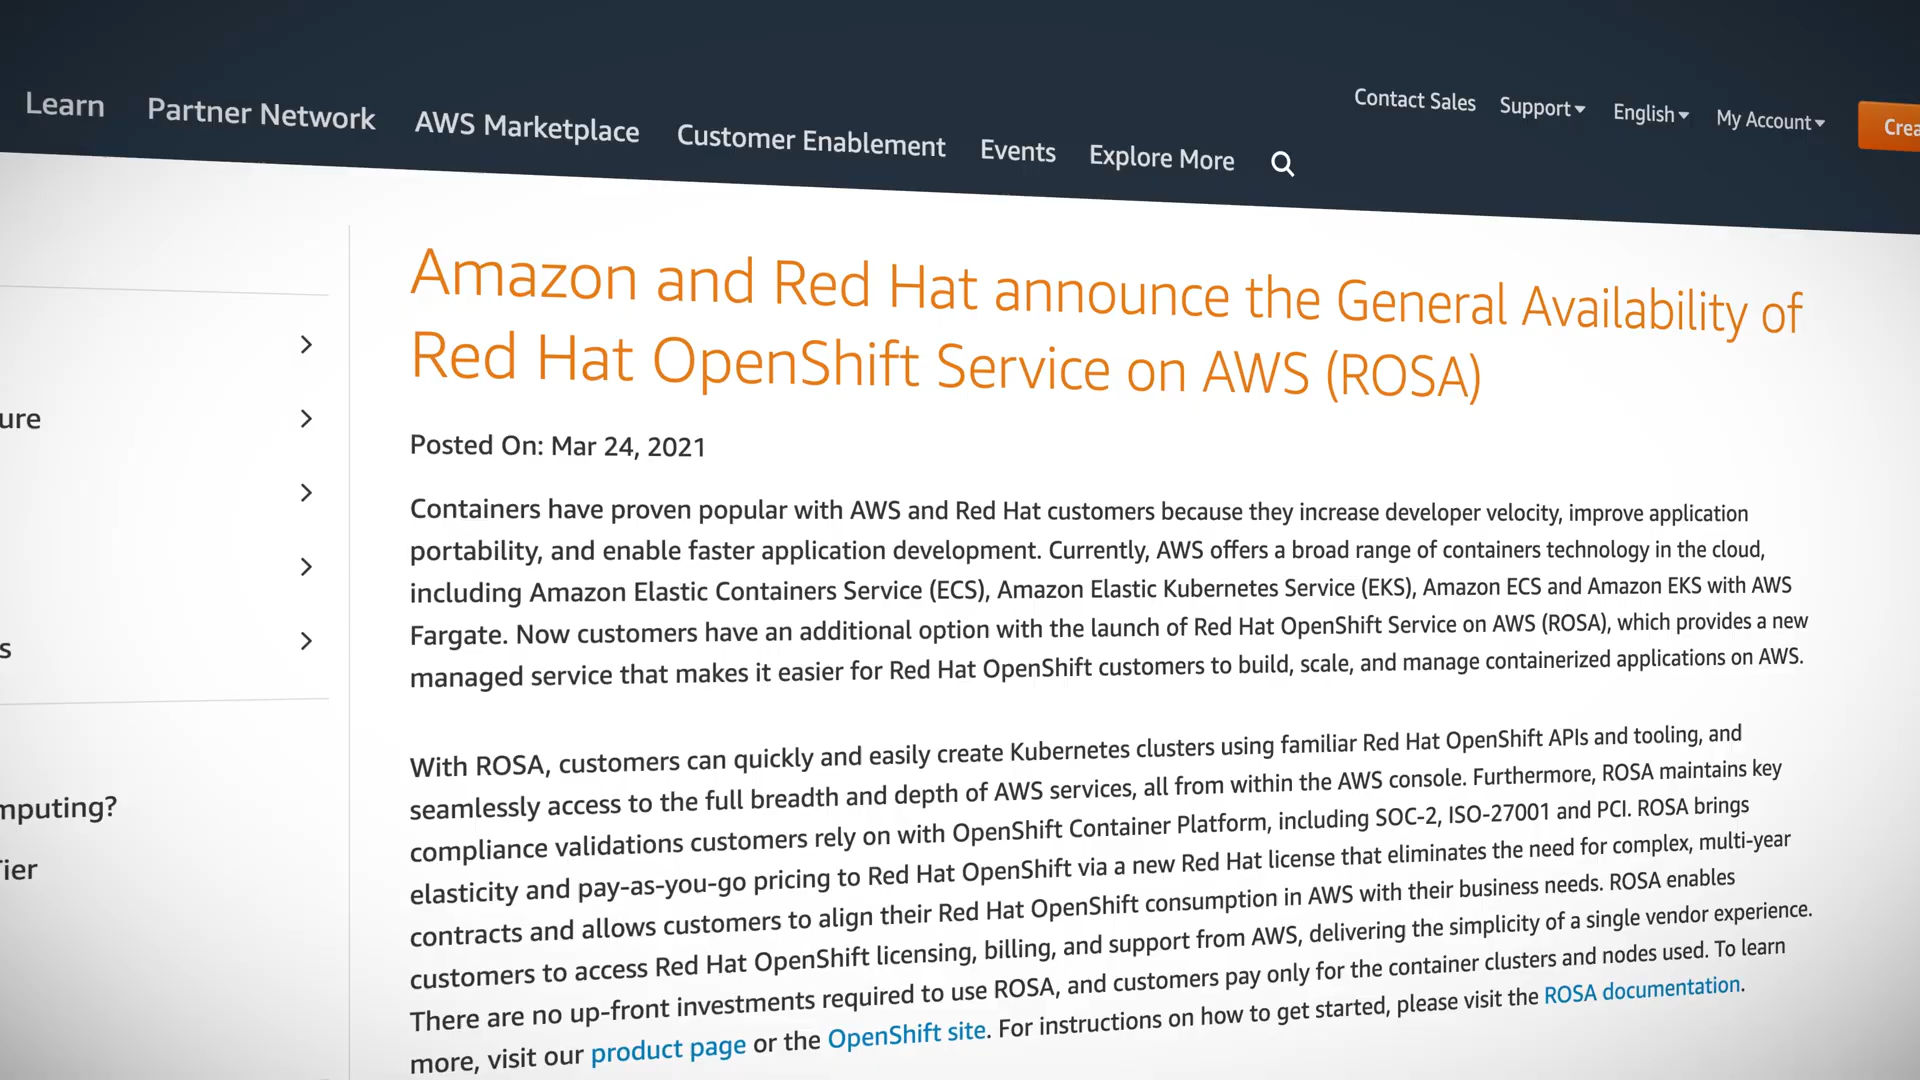 Learn
Partner Network
AWS Marketplace
Customer Enablement
Events
Explore More
Contact Sales
Support
English
My Account
Amazon and Red Hat announce the General Availability of
Red Hat OpenShift Service on AWS (ROSA)
Posted On: Mar 24, 2021
Containers have proven popular with AWS and Red Hat customers because they increase developer velocity, improve application
portability, and enable faster application development. Currently, AWS offers a broad range of containers technology in the cloud,
including Amazon Elastic Containers Service (ECS), Amazon Elastic Kubernetes Service (EKS), Amazon ECS and Amazon EKS with AWS
Fargate. Now customers have an additional option with the launch of Red Hat OpenShift Service on AWS (ROSA), which provides a new
managed service that makes it easier for Red Hat OpenShift customers to build, scale, and manage containerized applications on AWS.
With ROSA, customers can quickly and easily create Kubernetes clusters using familiar Red Hat OpenShift APIs and tooling, and
seamlessly access to the full breadth and depth of AWS services, all from within the AWS console. Furthermore, ROSA maintains key
compliance validations customers rely on with OpenShift Container Platform, including SOC-2, ISO-27001 and PCI. ROSA brings
elasticity and pay-as-you-go pricing to Red Hat OpenShift via a new Red Hat license that eliminates the need for complex, multi-year
contracts and allows customers to align their Red Hat OpenShift consumption in AWS with their business needs. ROSA enables
customers to access Red Hat OpenShift licensing, billing, and support from AWS, delivering the simplicity of a single vendor experience.
There are no up-front investments required to use ROSA, and customers pay only for the container clusters and nodes used. To learn
more, visit our product page or the OpenShift site. For instructions on how to get started, please visit the ROSA documentation.